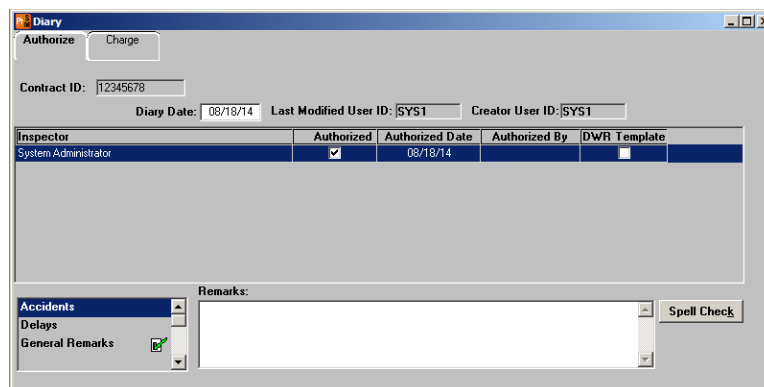 Diary
Authorize Charge
Contract ID: 12345678
Diary Date: 08/18/14 Last Modified User ID: SYS1 Creator User ID: SYS1
Inspector Authorized Authorized Date Authorized By DWR Template
System Administrator 08/18/14
Remarks:
Accidents
Delays
General Remarks
Spell Check